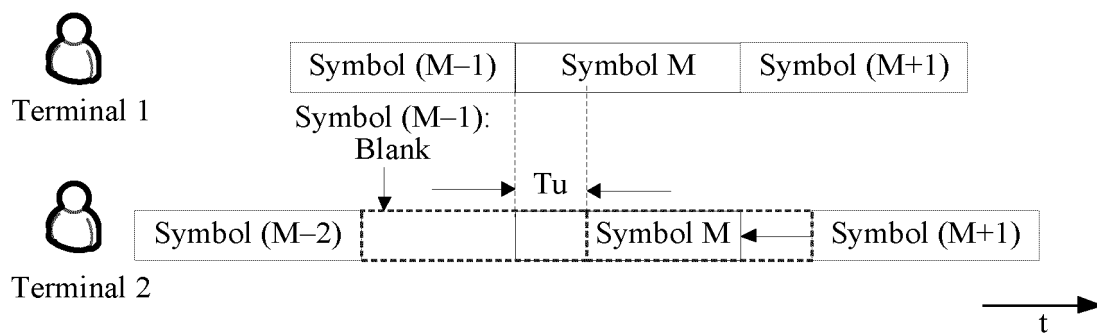 Symbol (M–1) Symbol M Symbol (M+1)
Terminal 1
Symbol (M–1):
Blank
Tu
Symbol (M–2) Symbol M Symbol (M+1)
Terminal 2
t